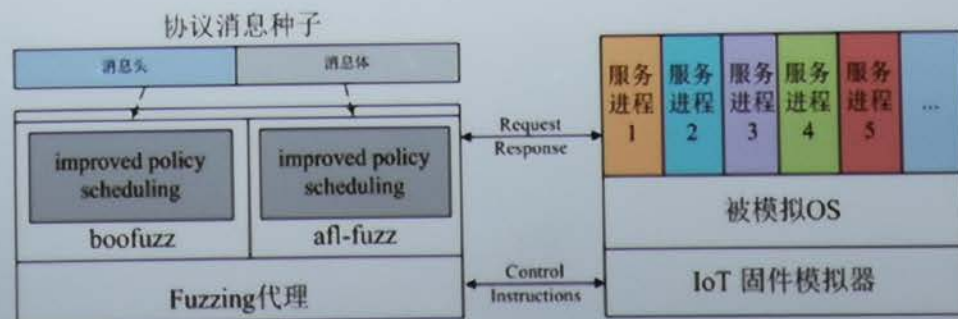 协议消息种子
消息头
消息体
improved policy
scheduling
boofuzz
improved policy
scheduling
afl-fuzz
Fuzzing代理
Request
Response
Control
Instructions
服务
进程
1
服务
进程
2
服务
进程
3
服务
进程
4
服务
进程
5
...
被模拟OS
IoT 固件模拟器